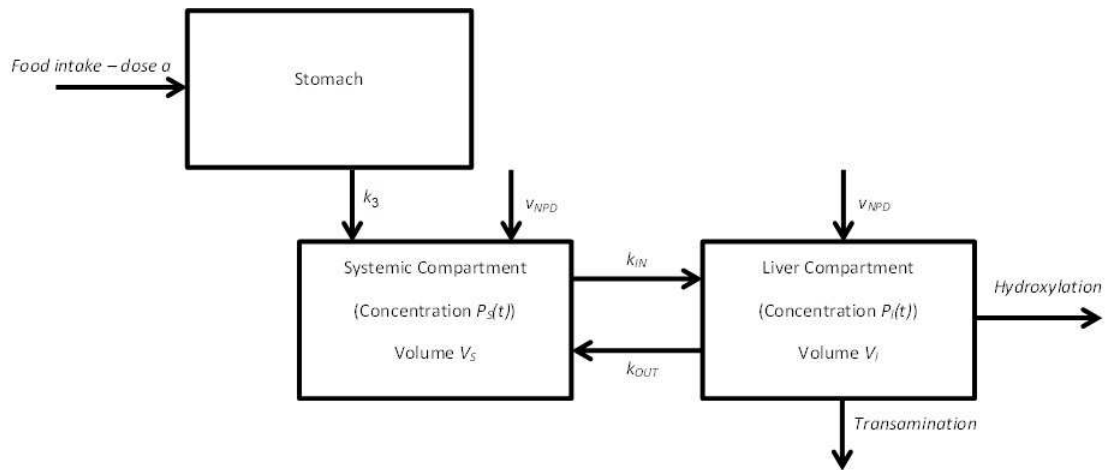 Food intake – dose a
Stomach
k3
vNPD
vNPD
Systemic Compartment
(Concentration PS(t))
Volume VS
kIN
kOUT
Liver Compartment
(Concentration Pl(t))
Volume Vl
Hydroxylation
Transamination